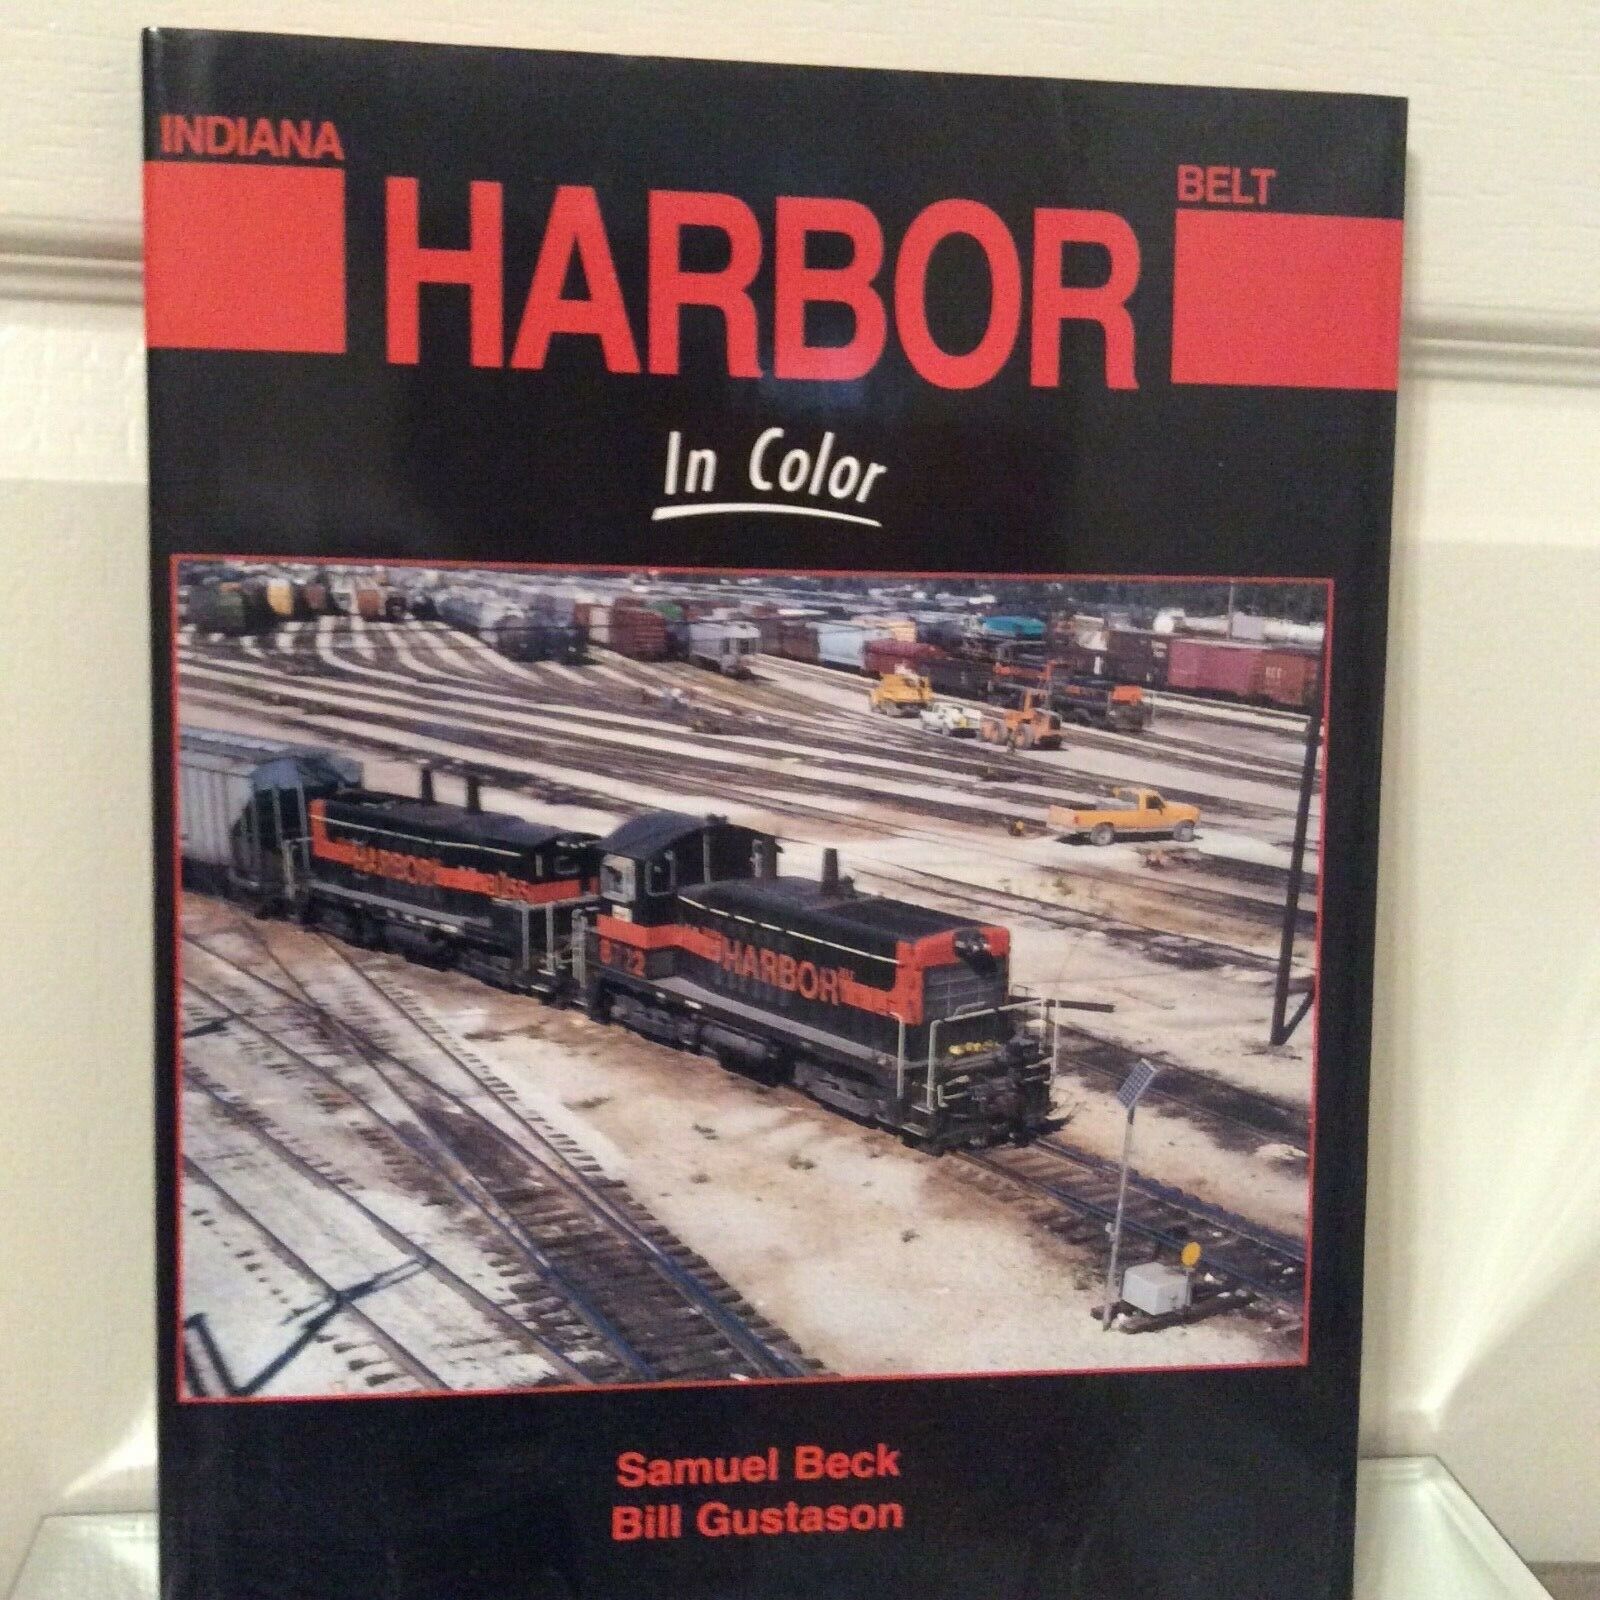 INDIANA
HARBOR
BELT
In Color
HARBOR
HARBOR
Samuel Beck
Bill Gustason